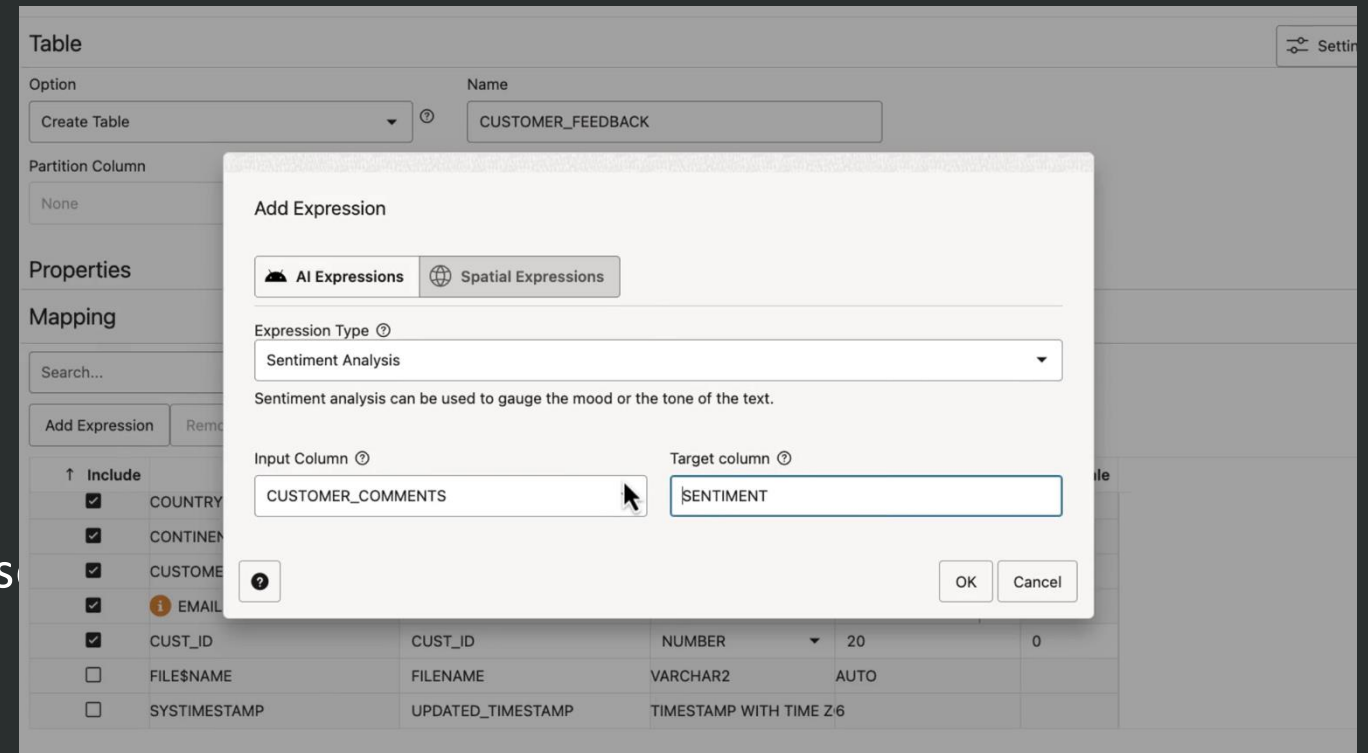 Table
Settin
Option
Name
Create Table
CUSTOMER_FEEDBACK
Partition Column
None
Add Expression
AI Expressions
Spatial Expressions
Properties
Mapping
Expression Type
Sentiment Analysis
Search...
Sentiment analysis can be used to gauge the mood or the tone of the text.
Add Expression
Remo
Input Column
Target column
↑ Include
CUSTOMER_COMMENTS
SENTIMENT
COUNTRY
CONTINEN
CUSTOME
OK
Cancel
EMAIL
CUST_ID CUST_ID NUMBER 20 0
FILE$NAME FILENAME VARCHAR2 AUTO
SYSTIMESTAMP UPDATED_TIMESTAMP TIMESTAMP WITH TIME Z 6